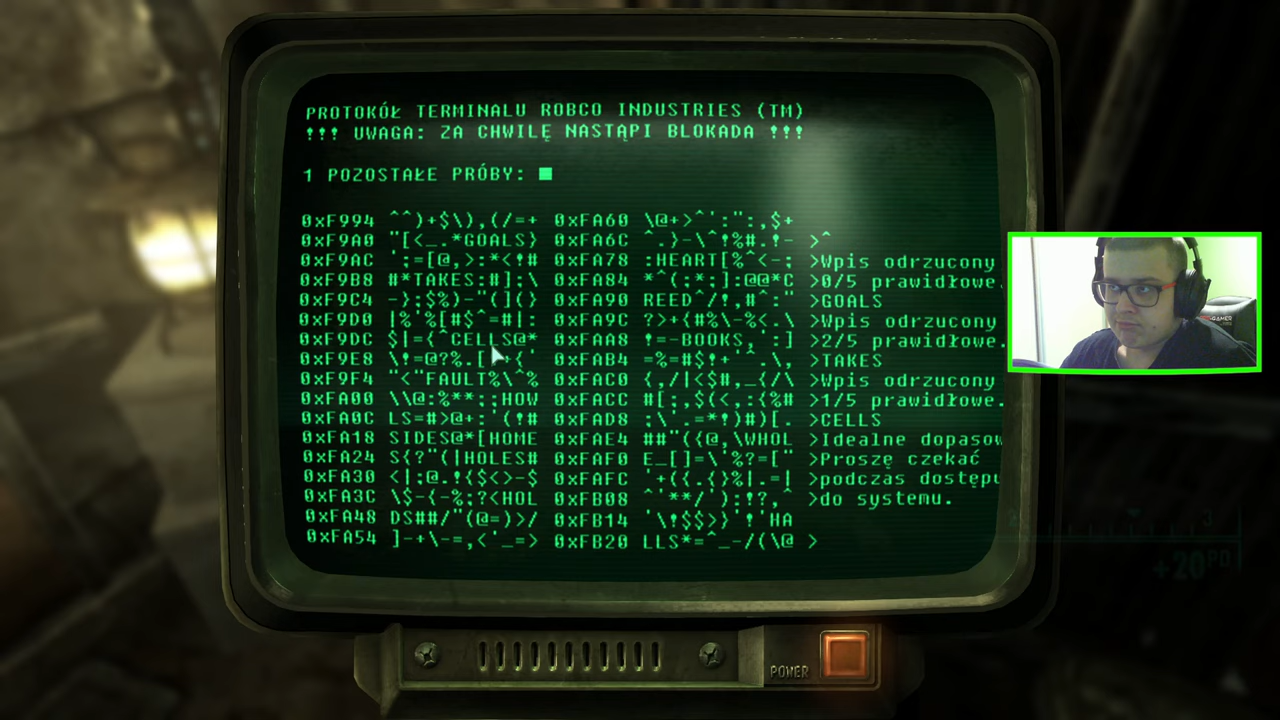 PROTOKÓŁ TERMINALU ROBCO INDUSTRIES (TM)
!!! UWAGA: ZA CHWILĘ NASTĄPI BLOKADA !!!
1 POZOSTAŁE PRÓBY:
0xF994 ^^)+$\),(/=+ 0xFA60 \@+>^':":,$+
0xF9A0 "[<_.*GOALS} 0xFA6C ^.}-\^!%#.!- >^
0xF9AC ';=[@,>:*<!# 0xFA78 :HEART[%^<-; >Wpis odrzucony
0xF9B8 #*TAKES:#];\ 0xFA84 *^(:*;]:@@*C >0/5 prawidłowe.
0xF9C4 -};$%)-"(]() 0xFA90 REED^/!,#^:" >GOALS
0xF9D0 |%'%[#$^=#|: 0xFA9C ?>+{#%\-%<.\ >Wpis odrzucony
0xF9DC $|={^CELLS@* 0xFAA8 !=-BOOKS,':] >2/5 prawidłowe.
0xF9E8 \!=@?%.[ +{' 0xFAB4 =%=#$!+'^.\, >TAKES
0xF9F4 "<"FAULT%\^% 0xFAC0 {,/|<$#,_{/\ >Wpis odrzucony
0xFA00 \\@:%**:;HOW 0xFACC #[:,$(<,:{%# >1/5 prawidłowe.
0xFA0C LS=#>@+:'(!# 0xFAD8 ;\'.=*!)#)[. >CELLS
0xFA18 SIDES@*[HOME 0xFAE4 ##"({@,\WHOL >Idealne dopasow
0xFA24 S{?"(|HOLES# 0xFAF0 E_[]=\'%?=[" >Proszę czekać
0xFA30 <|;@.!{$<>-$ 0xFAFC '+({.{}%|.=| >podczas dostępu
0xFA3C \$-{-%;?<HOL 0xFB08 ^'**/'):!?,^ >do systemu.
0xFA48 DS##/"(@=)>/ 0xFB14 '\!$$>}'!'HA
0xFA54 ]-+\-=,<'_=> 0xFB20 LLS*=^_-/(\@ >
+20 PD
POWER
GAMER